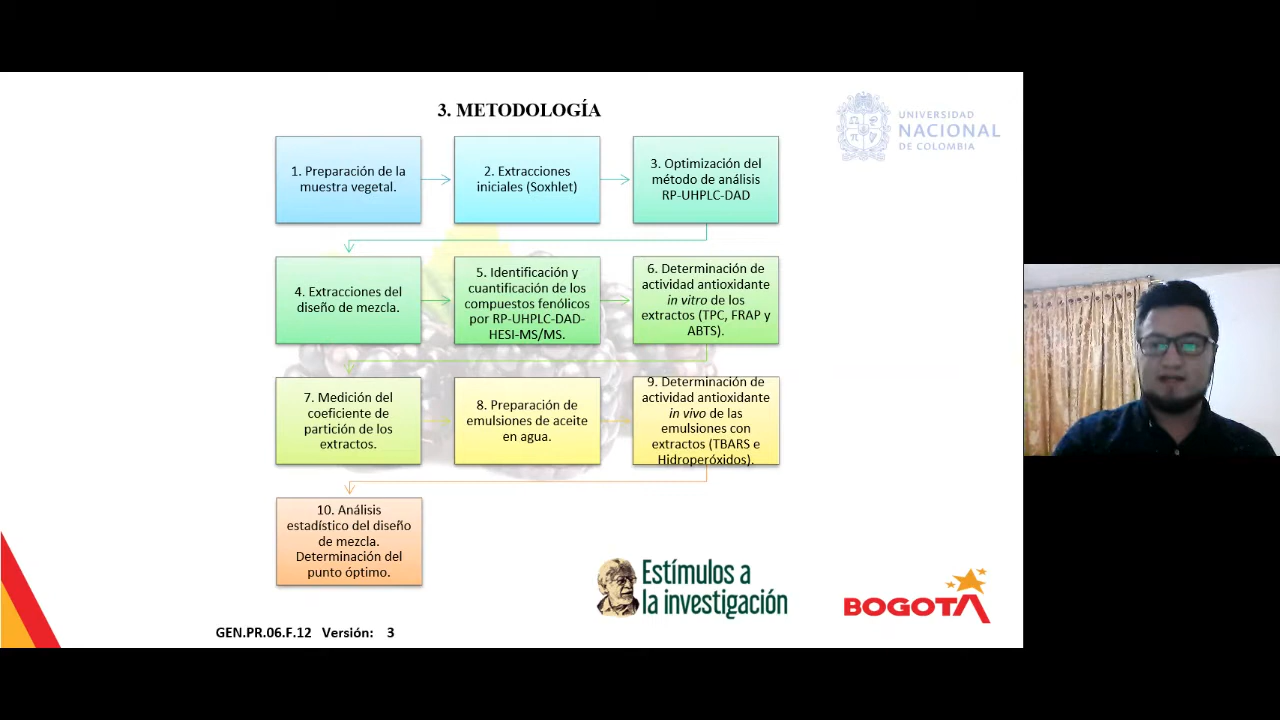 3. METODOLOGÍA
UNIVERSIDAD
NACIONAL
DE COLOMBIA
1. Preparación de la
muestra vegetal.
2. Extracciones
iniciales (Soxhlet)
3. Optimización del
método de análisis
RP-UHPLC-DAD
4. Extracciones del
diseño de mezcla.
5. Identificación y
cuantificación de los
compuestos fenólicos
por RP-UHPLC-DAD-
HESI-MS/MS.
6. Determinación de
actividad antioxidante
in vitro de los
extractos (TPC, FRAP y
ABTS).
7. Medición del
coeficiente de
partición de los
extractos.
8. Preparación de
emulsiones de aceite
en agua.
9. Determinación de
actividad antioxidante
in vivo de las
emulsiones con
extractos (TBARS e
Hidroperóxidos).
10. Análisis
estadístico del diseño
de mezcla.
Determinación del
punto óptimo.
Estímulos a
la investigación
BOGOTA
GEN.PR.06.F.12 Versión: 3